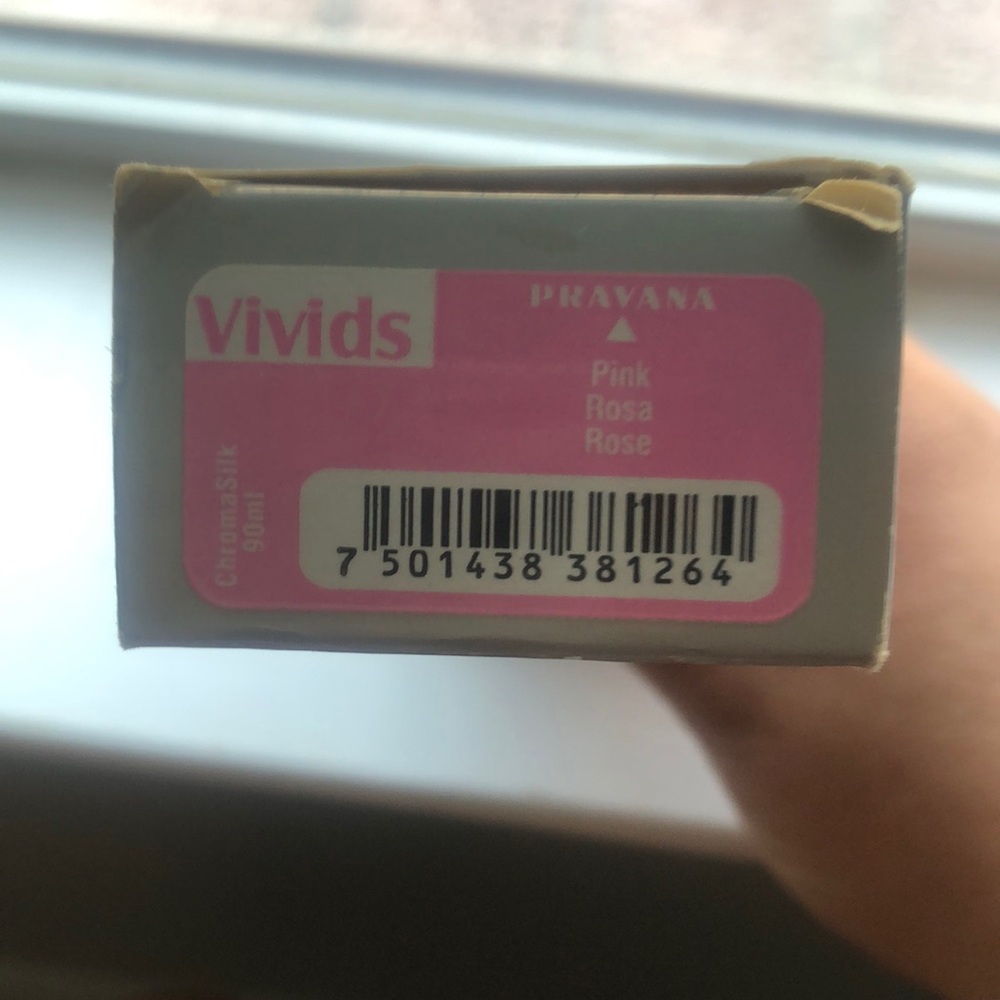 Vivids
PRAVANA
Pink
Rosa
Rose
ChromaSilk
90ml
7 501438 381264